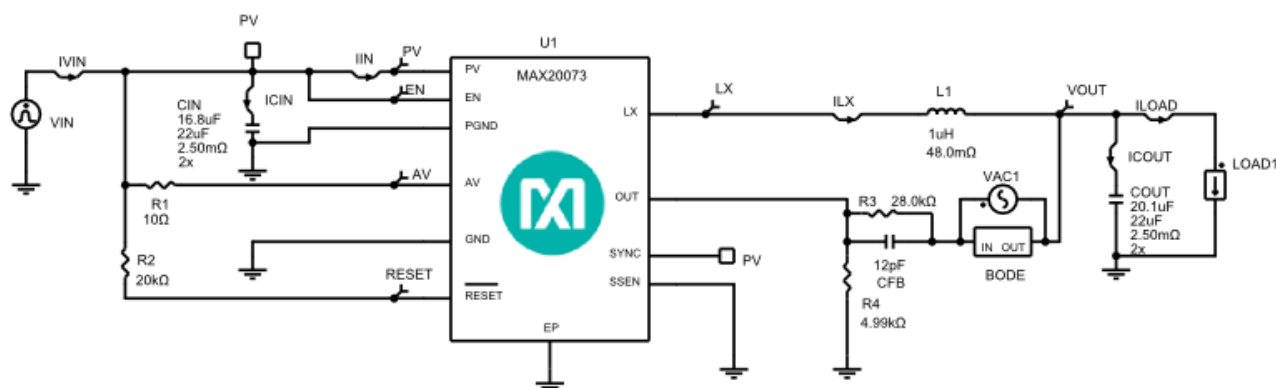 PV
U1
IVIN
IIN
PV
PV
MAX20073
EN
EN
CIN
16.8uF
22uF
2.50mΩ
2x
ICIN
VIN
PGND
LX
LX
ILX
L1
1uH
48.0mΩ
VOUT
ILOAD
ICOUT
LOAD1
COUT
20.1uF
22uF
2.50mΩ
2x
AV
AV
R1
10Ω
OUT
R3
28.0kΩ
VAC1
IN OUT
BODE
12pF
CFB
R4
4.99kΩ
GND
SYNC
PV
R2
20kΩ
RESET
RESET
SSEN
EP